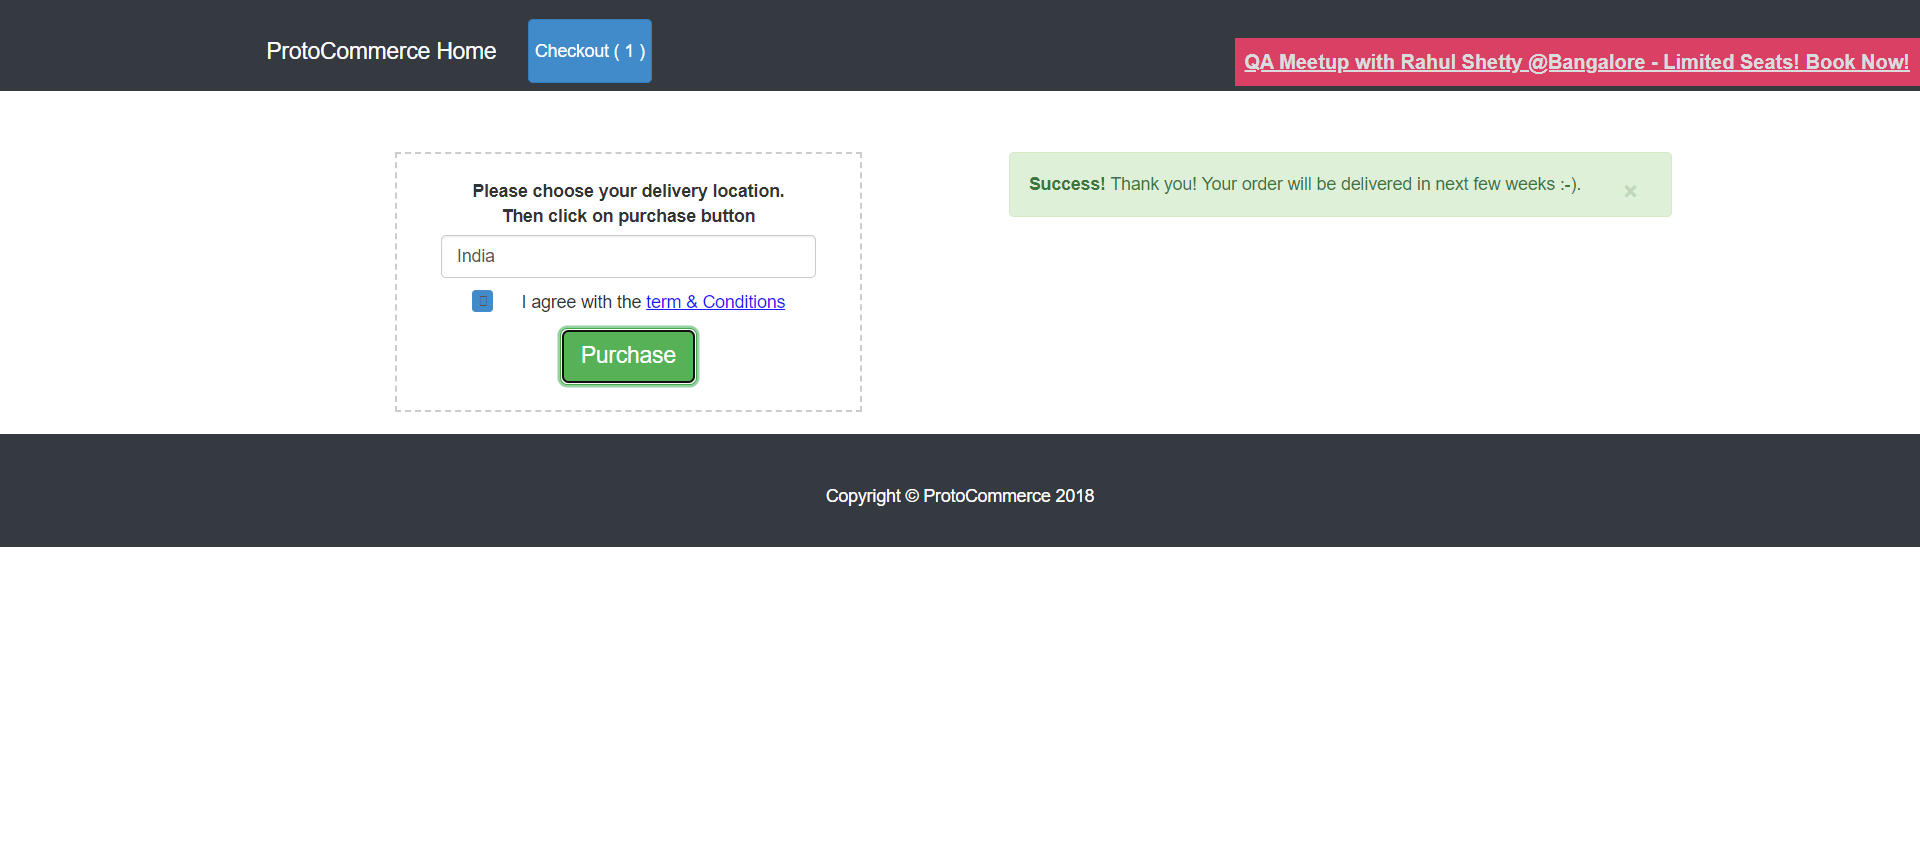 ProtoCommerce Home
Checkout ( 1 )
QA Meetup with Rahul Shetty @Bangalore - Limited Seats! Book Now!
Please choose your delivery location.
Then click on purchase button
India
I agree with the term & Conditions
Purchase
Success! Thank you! Your order will be delivered in next few weeks :-).
×
Copyright © ProtoCommerce 2018